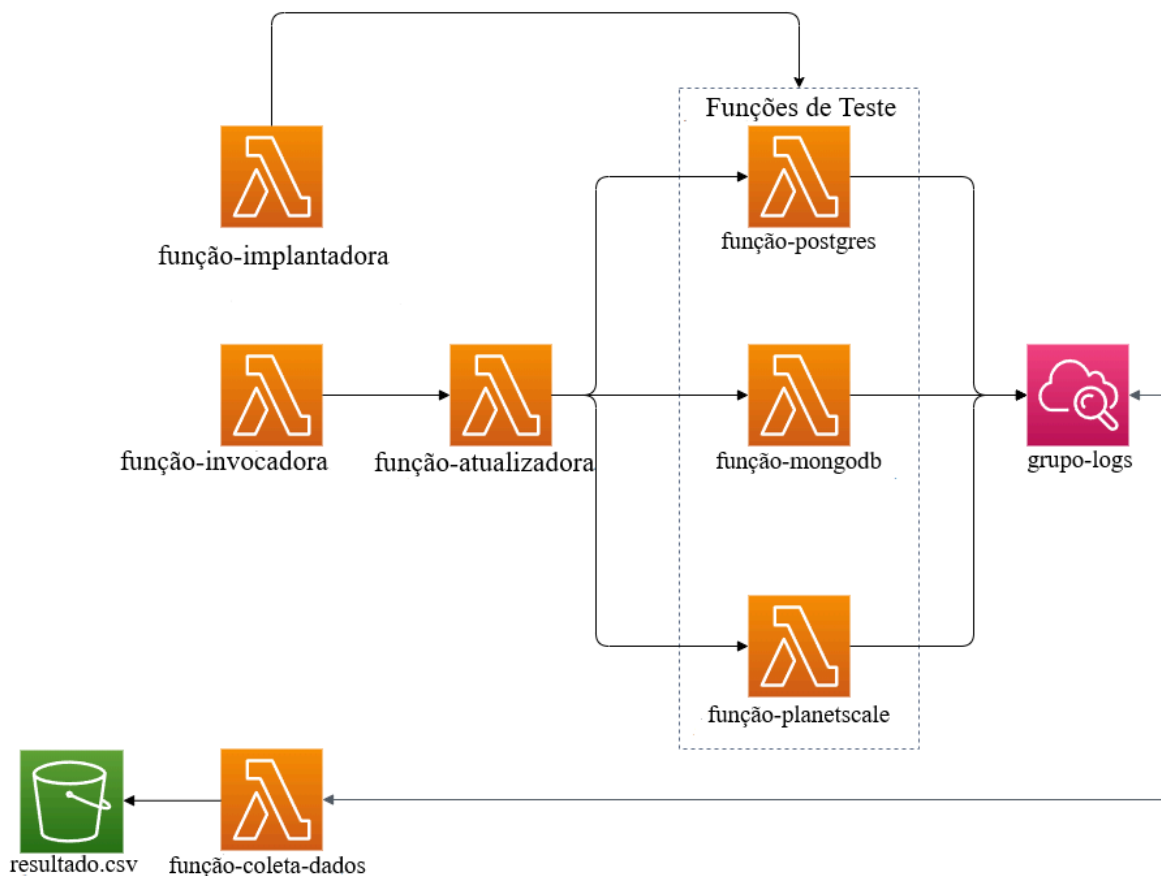 Funções de Teste
função-implantadora
função-postgres
função-invocadora
função-atualizadora
função-mongodb
grupo-logs
função-planetscale
resultado.csv
função-coleta-dados